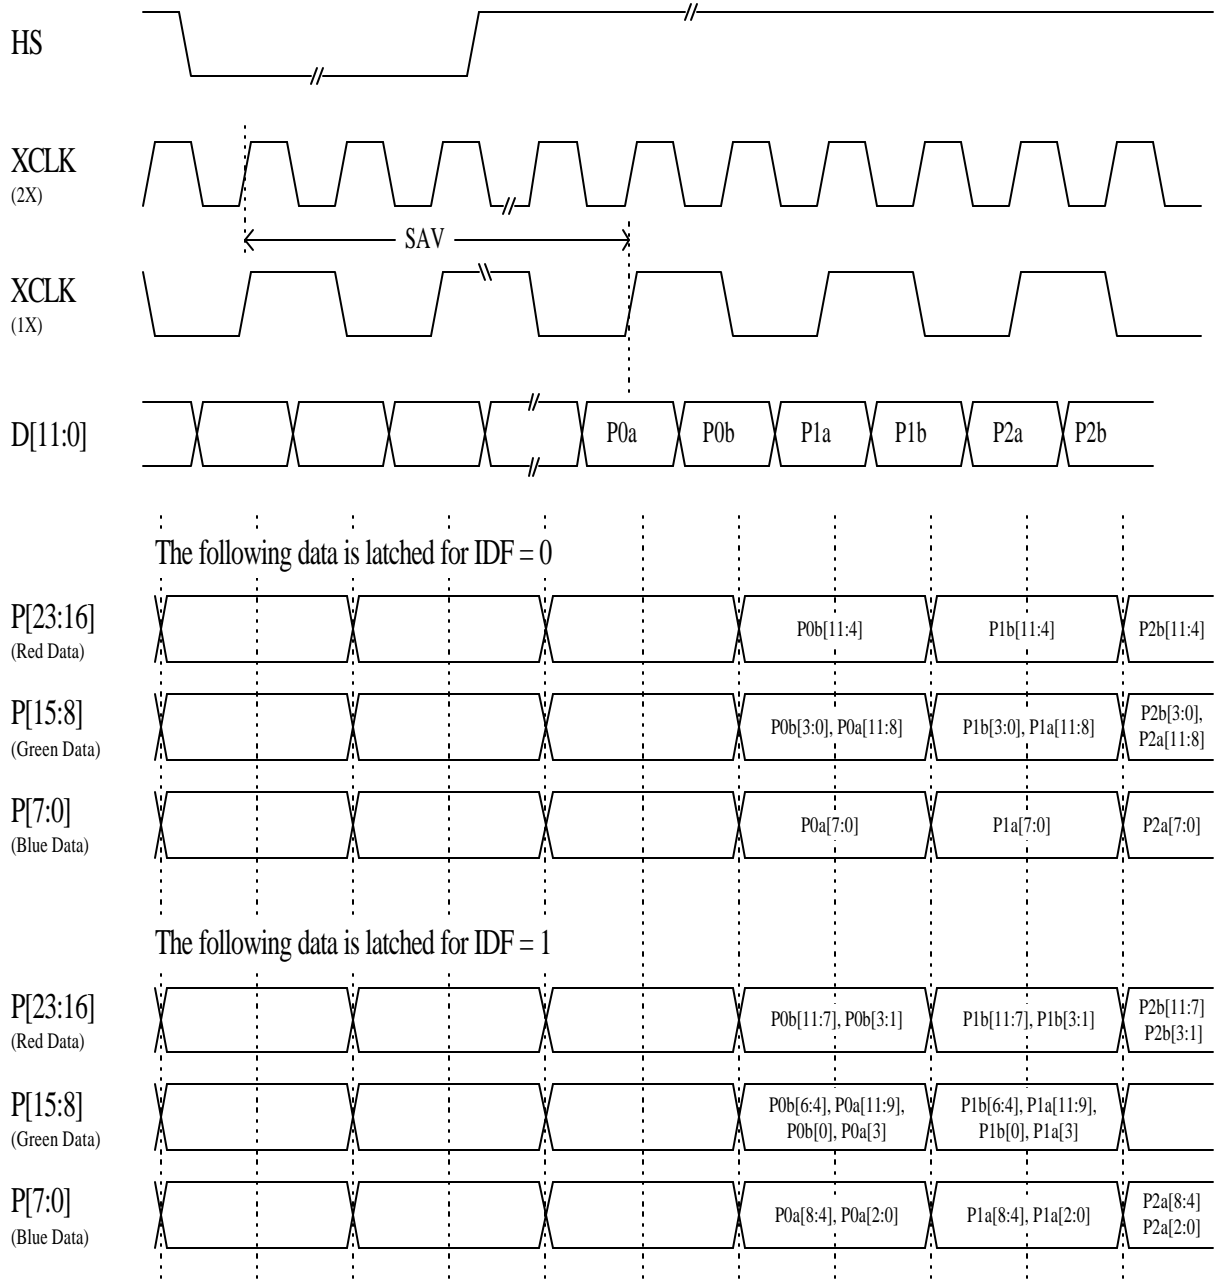 HS
XCLK
(2X)
SAV
XCLK
(1X)
D[11:0]
P0a P0b P1a P1b P2a P2b
The following data is latched for IDF = 0
P[23:16]
(Red Data)
P0b[11:4] P1b[11:4] P2b[11:4]
P[15:8]
(Green Data)
P0b[3:0], P0a[11:8] P1b[3:0], P1a[11:8] P2b[3:0],
P2a[11:8]
P[7:0]
(Blue Data)
P0a[7:0] P1a[7:0] P2a[7:0]
The following data is latched for IDF = 1
P[23:16]
(Red Data)
P0b[11:7], P0b[3:1] P1b[11:7], P1b[3:1] P2b[11:7]
P2b[3:1]
P[15:8]
(Green Data)
P0b[6:4], P0a[11:9], P1b[6:4], P1a[11:9],
P0b[0], P0a[3] P1b[0], P1a[3]
P[7:0]
(Blue Data)
P0a[8:4], P0a[2:0] P1a[8:4], P1a[2:0] P2a[8:4]
P2a[2:0]